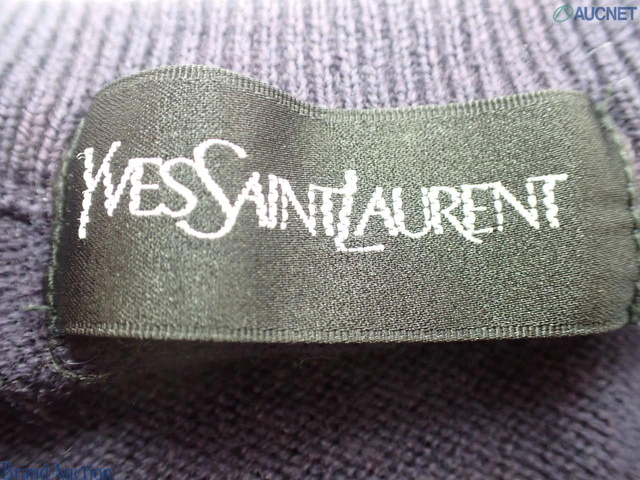 AUCNET
YVES SAINT LAURENT
Brand Auction